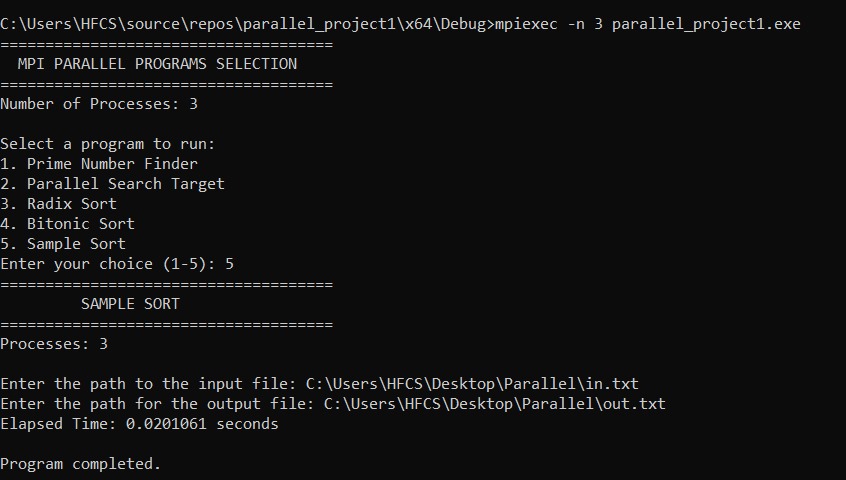 C:\Users\HFCS\source\repos\parallel_project1\x64\Debug>mpiexec -n 3 parallel_project1.exe
=====================================
  MPI PARALLEL PROGRAMS SELECTION
=====================================
Number of Processes: 3

Select a program to run:
1. Prime Number Finder
2. Parallel Search Target
3. Radix Sort
4. Bitonic Sort
5. Sample Sort
Enter your choice (1-5): 5
=====================================
         SAMPLE SORT
=====================================
Processes: 3

Enter the path to the input file: C:\Users\HFCS\Desktop\Parallel\in.txt
Enter the path for the output file: C:\Users\HFCS\Desktop\Parallel\out.txt
Elapsed Time: 0.0201061 seconds

Program completed.